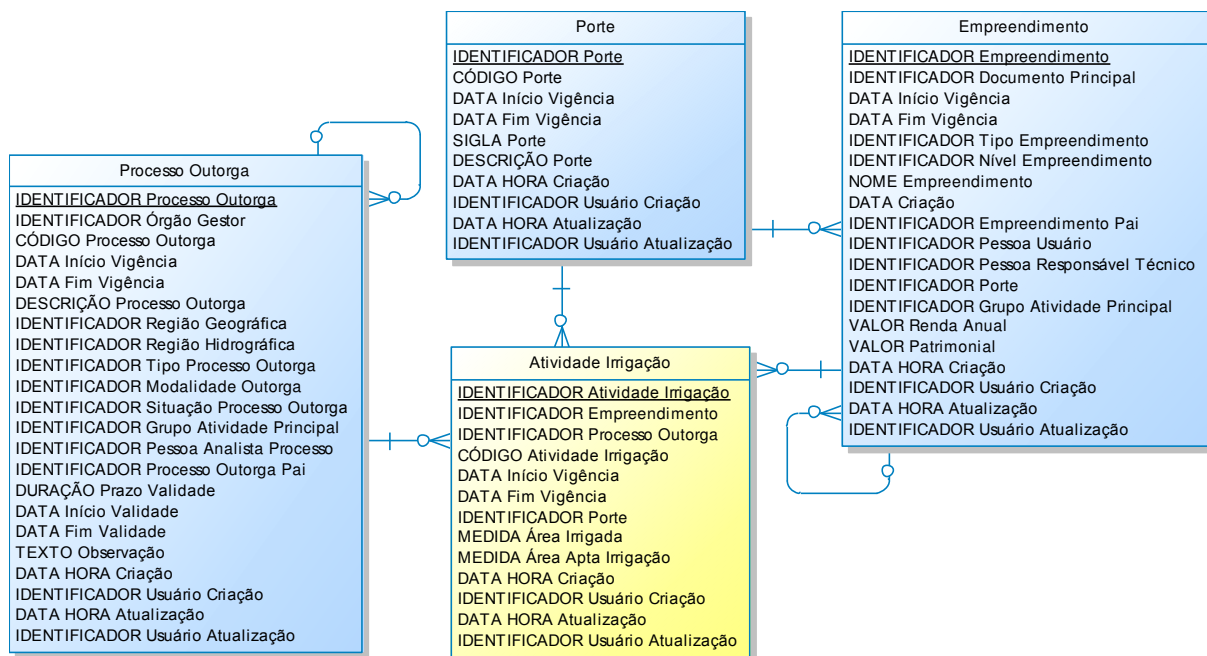 Processo Outorga
IDENTIFICADOR Processo Outorga
IDENTIFICADOR Órgão Gestor
CÓDIGO Processo Outorga
DATA Início Vigência
DATA Fim Vigência
DESCRIÇÃO Processo Outorga
IDENTIFICADOR Região Geográfica
IDENTIFICADOR Região Hidrográfica
IDENTIFICADOR Tipo Processo Outorga
IDENTIFICADOR Modalidade Outorga
IDENTIFICADOR Situação Processo Outorga
IDENTIFICADOR Grupo Atividade Principal
IDENTIFICADOR Pessoa Analista Processo
IDENTIFICADOR Processo Outorga Pai
DURAÇÃO Prazo Validade
DATA Início Validade
DATA Fim Validade
TEXTO Observação
DATA HORA Criação
IDENTIFICADOR Usuário Criação
DATA HORA Atualização
IDENTIFICADOR Usuário Atualização
Porte
IDENTIFICADOR Porte
CÓDIGO Porte
DATA Início Vigência
DATA Fim Vigência
SIGLA Porte
DESCRIÇÃO Porte
DATA HORA Criação
IDENTIFICADOR Usuário Criação
DATA HORA Atualização
IDENTIFICADOR Usuário Atualização
Atividade Irrigação
IDENTIFICADOR Atividade Irrigação
IDENTIFICADOR Empreendimento
IDENTIFICADOR Processo Outorga
CÓDIGO Atividade Irrigação
DATA Início Vigência
DATA Fim Vigência
IDENTIFICADOR Porte
MEDIDA Área Irrigada
MEDIDA Área Apta Irrigação
DATA HORA Criação
IDENTIFICADOR Usuário Criação
DATA HORA Atualização
IDENTIFICADOR Usuário Atualização
Empreendimento
IDENTIFICADOR Empreendimento
IDENTIFICADOR Documento Principal
DATA Início Vigência
DATA Fim Vigência
IDENTIFICADOR Tipo Empreendimento
IDENTIFICADOR Nível Empreendimento
NOME Empreendimento
DATA Criação
IDENTIFICADOR Empreendimento Pai
IDENTIFICADOR Pessoa Usuário
IDENTIFICADOR Pessoa Responsável Técnico
IDENTIFICADOR Porte
IDENTIFICADOR Grupo Atividade Principal
VALOR Renda Anual
VALOR Patrimonial
DATA HORA Criação
IDENTIFICADOR Usuário Criação
DATA HORA Atualização
IDENTIFICADOR Usuário Atualização